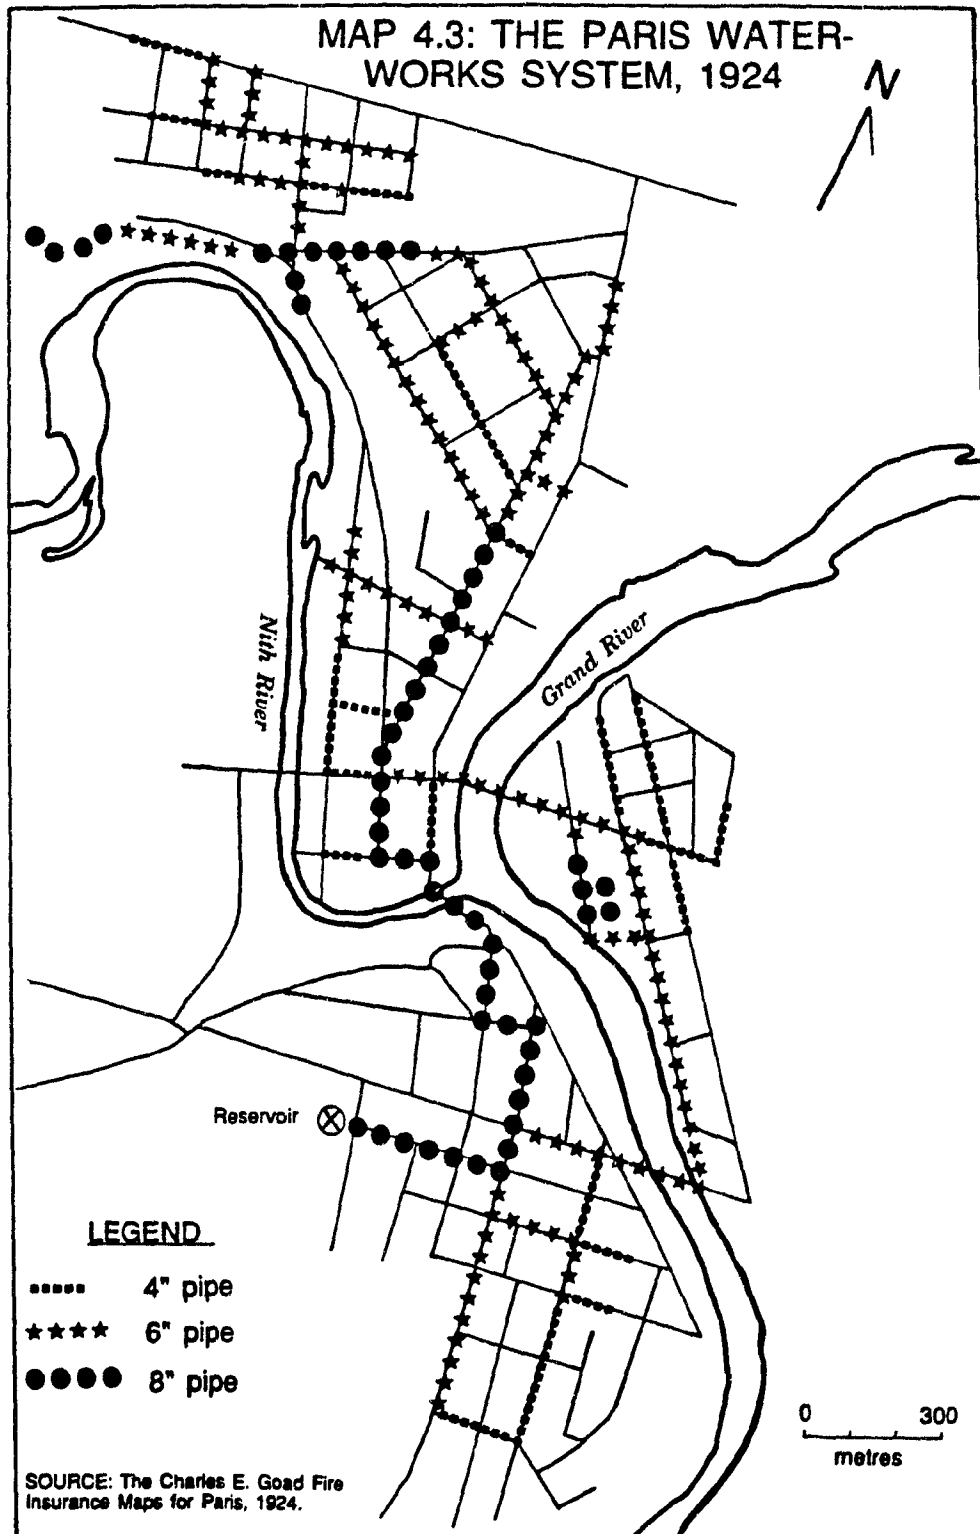 MAP 4.3: THE PARIS WATER-
WORKS SYSTEM, 1924
N
Nith River
Grand River
Reservoir
LEGEND
4" pipe
6" pipe
8" pipe
0 300
metres
SOURCE: The Charles E. Goad Fire
Insurance Maps for Paris, 1924.